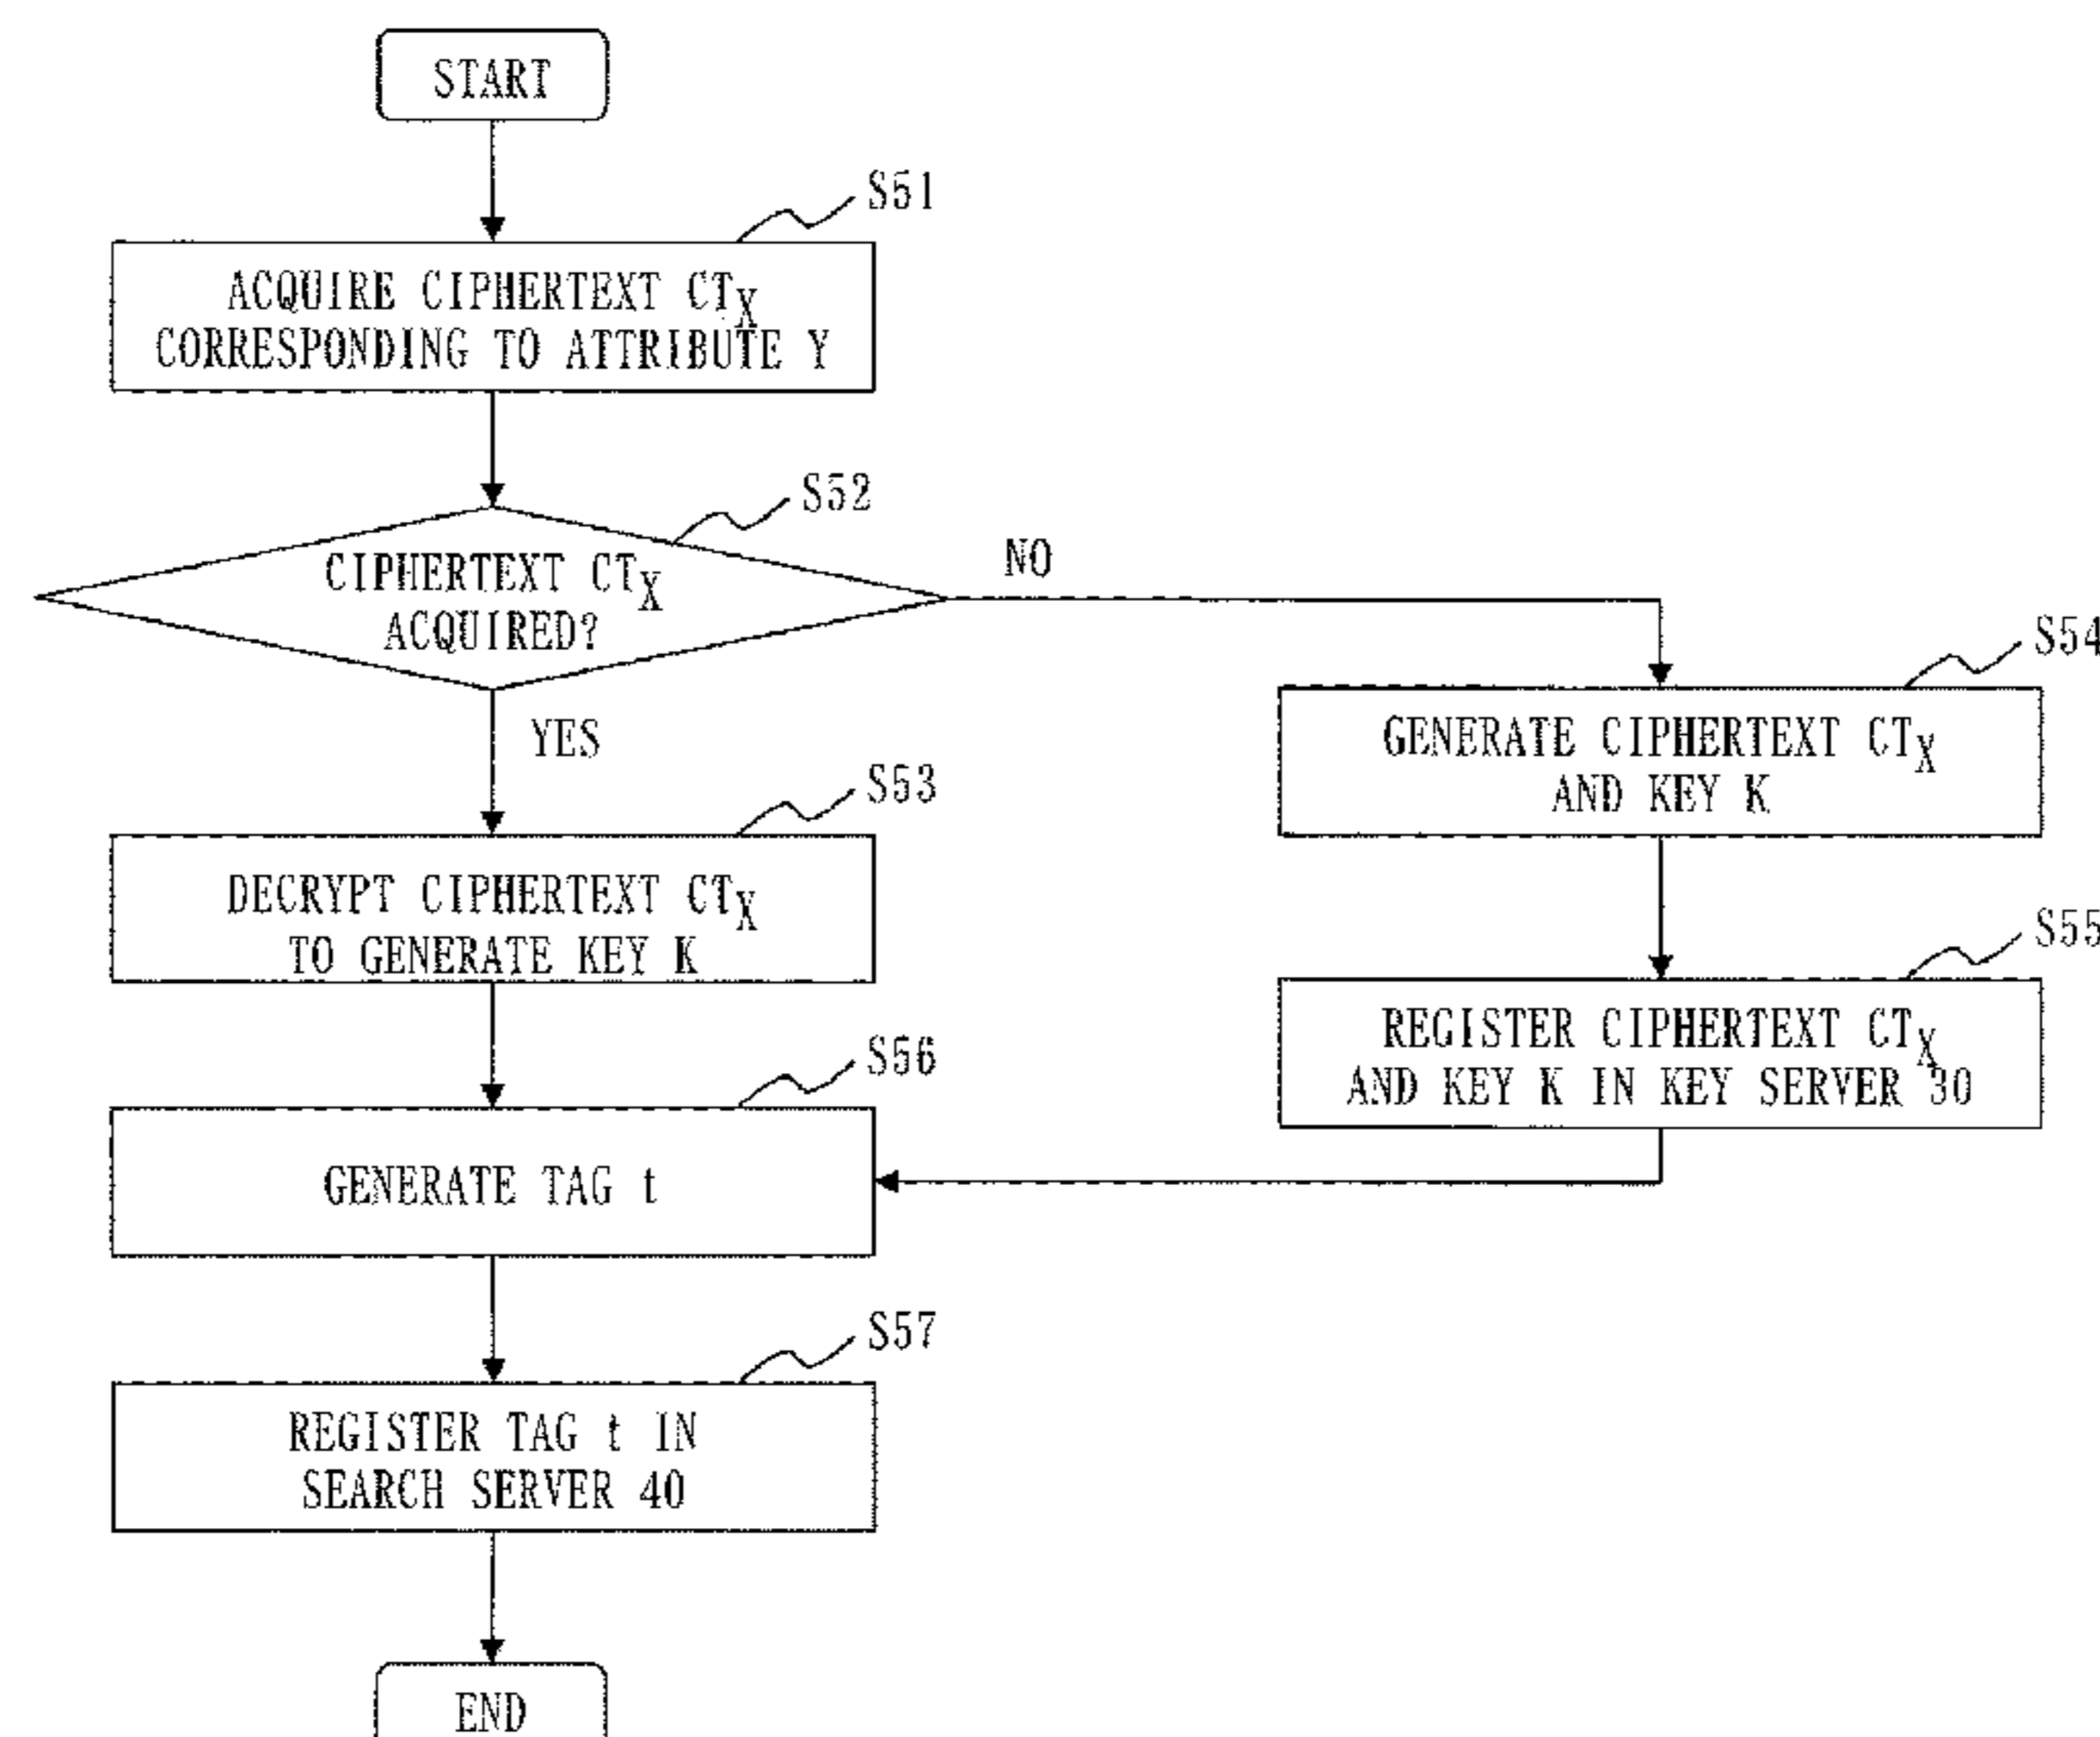 START
S51
ACQUIRE CIPHERTEXT CTX
CORRESPONDING TO ATTRIBUTE Y
S52
CIPHERTEXT CTX
ACQUIRED?
NO
YES
S54
GENERATE CIPHERTEXT CTX
AND KEY K
S53
DECRYPT CIPHERTEXT CTX
TO GENERATE KEY K
S55
REGISTER CIPHERTEXT CTX
AND KEY K IN KEY SERVER 30
S56
GENERATE TAG t
S57
REGISTER TAG t IN
SEARCH SERVER 40
END